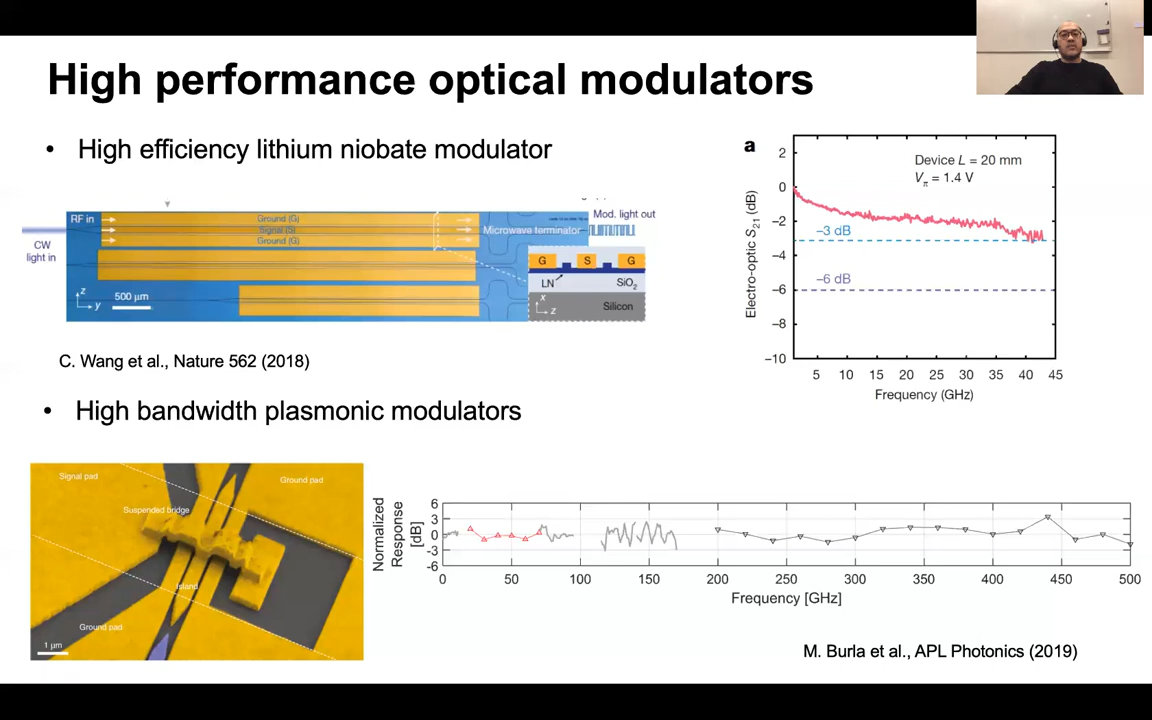 High performance optical modulators
• High efficiency lithium niobate modulator
RF in
Ground (G)
Signal (S)
Ground (G)
CW
light in
Microwave terminator
Mod. light out
z
y
500 μm
G
S
G
LN
SiO₂
x
z
Silicon
C. Wang et al., Nature 562 (2018)
a
Device L = 20 mm
Vπ = 1.4 V
–3 dB
–6 dB
Electro-optic S₂₁ (dB)
2
0
–2
–4
–6
–8
–10
5 10 15 20 25 30 35 40 45
Frequency (GHz)
• High bandwidth plasmonic modulators
Signal pad
Ground pad
Suspended bridge
Island
Ground pad
1 μm
Normalized
Response
[dB]
6
3
0
-3
-6
0 50 100 150 200 250 300 350 400 450 500
Frequency [GHz]
M. Burla et al., APL Photonics (2019)